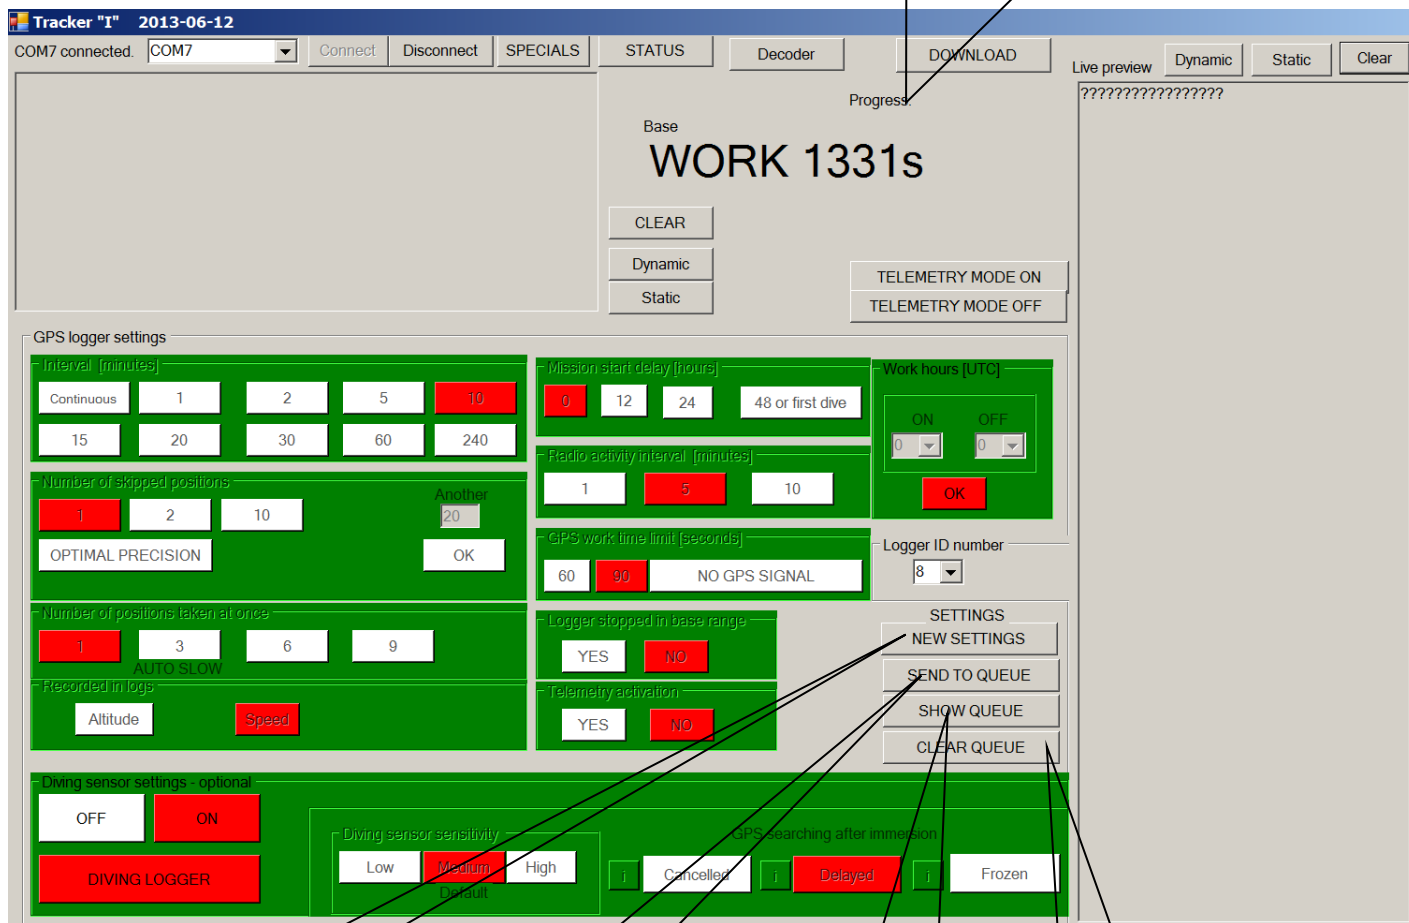 Tracker "I"   2013-06-12
COM7 connected. COM7 Connect Disconnect SPECIALS STATUS Decoder DOWNLOAD
Live preview Dynamic Static Clear
Progress:
?????????????????
Base
WORK 1331s
CLEAR
Dynamic
Static
TELEMETRY MODE ON
TELEMETRY MODE OFF
GPS logger settings
Interval [minutes]
Continuous 1 2 5 10
15 20 30 60 240
Mission start delay [hours]
0 12 24 48 or first dive
Work hours [UTC]
ON OFF
0 0
OK
Radio activity interval [minutes]
1 5 10
Number of skipped positions
Another
1 2 10 20
OPTIMAL PRECISION OK
GPS work time limit [seconds]
60 90 NO GPS SIGNAL
Logger ID number
8
Number of positions taken at once
1 3 6 9
AUTO SLOW
Logger stopped in base range
YES NO
Recorded in logs
Altitude Speed
Telemetry activation
YES NO
SETTINGS
NEW SETTINGS
SEND TO QUEUE
SHOW QUEUE
CLEAR QUEUE
Diving sensor settings - optional
OFF ON
DIVING LOGGER
Diving sensor sensitivity
Low Medium High
Default
GPS searching after immersion
i Cancelled i Delayed i Frozen